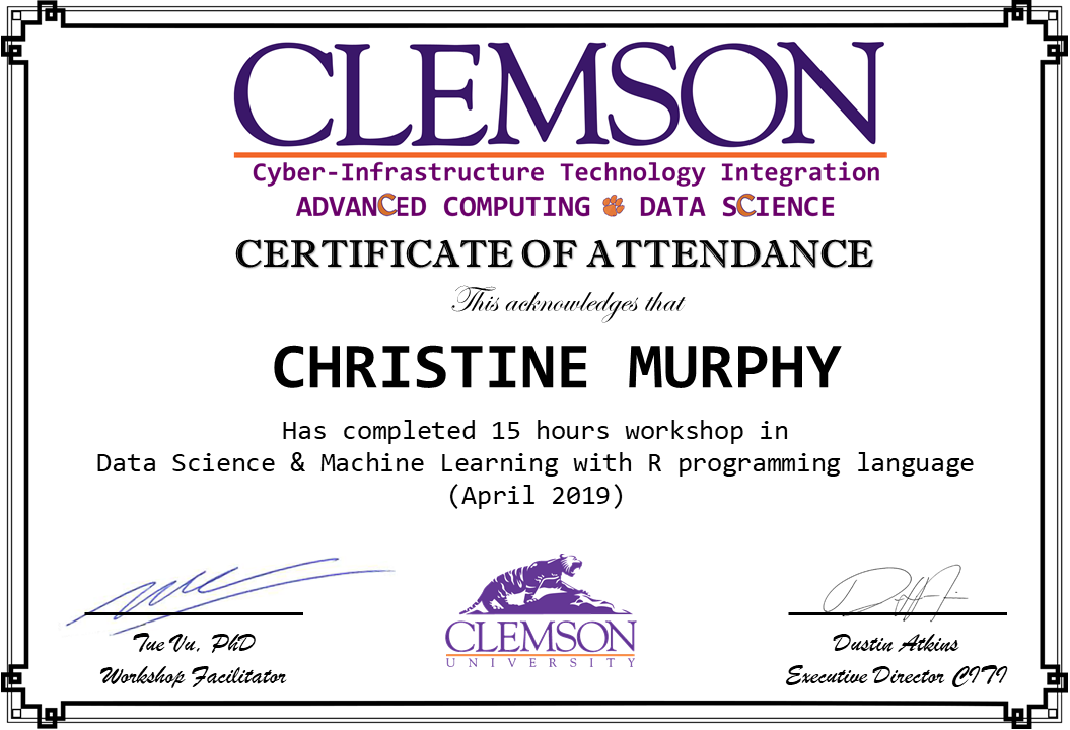 CLEMSON
Cyber-Infrastructure Technology Integration
ADVANCED COMPUTING DATA SCIENCE
CERTIFICATE OF ATTENDANCE
This acknowledges that
CHRISTINE MURPHY
Has completed 15 hours workshop in
Data Science & Machine Learning with R programming language
(April 2019)
Tue Vu, PhD
Workshop Facilitator
CLEMSON
UNIVERSITY
Dustin Atkins
Executive Director CITI